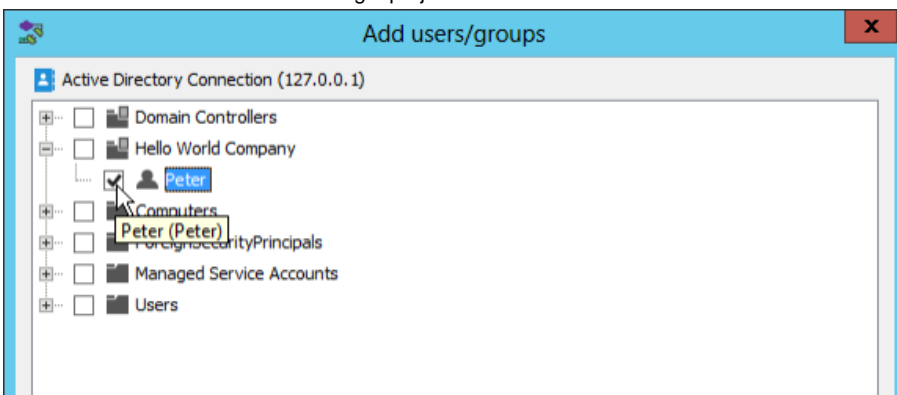 Add users/groups
x
Active Directory Connection (127.0.0.1)
Domain Controllers
Hello World Company
Peter
Computers
Peter (Peter)
ForeignSecurityPrincipals
Managed Service Accounts
Users